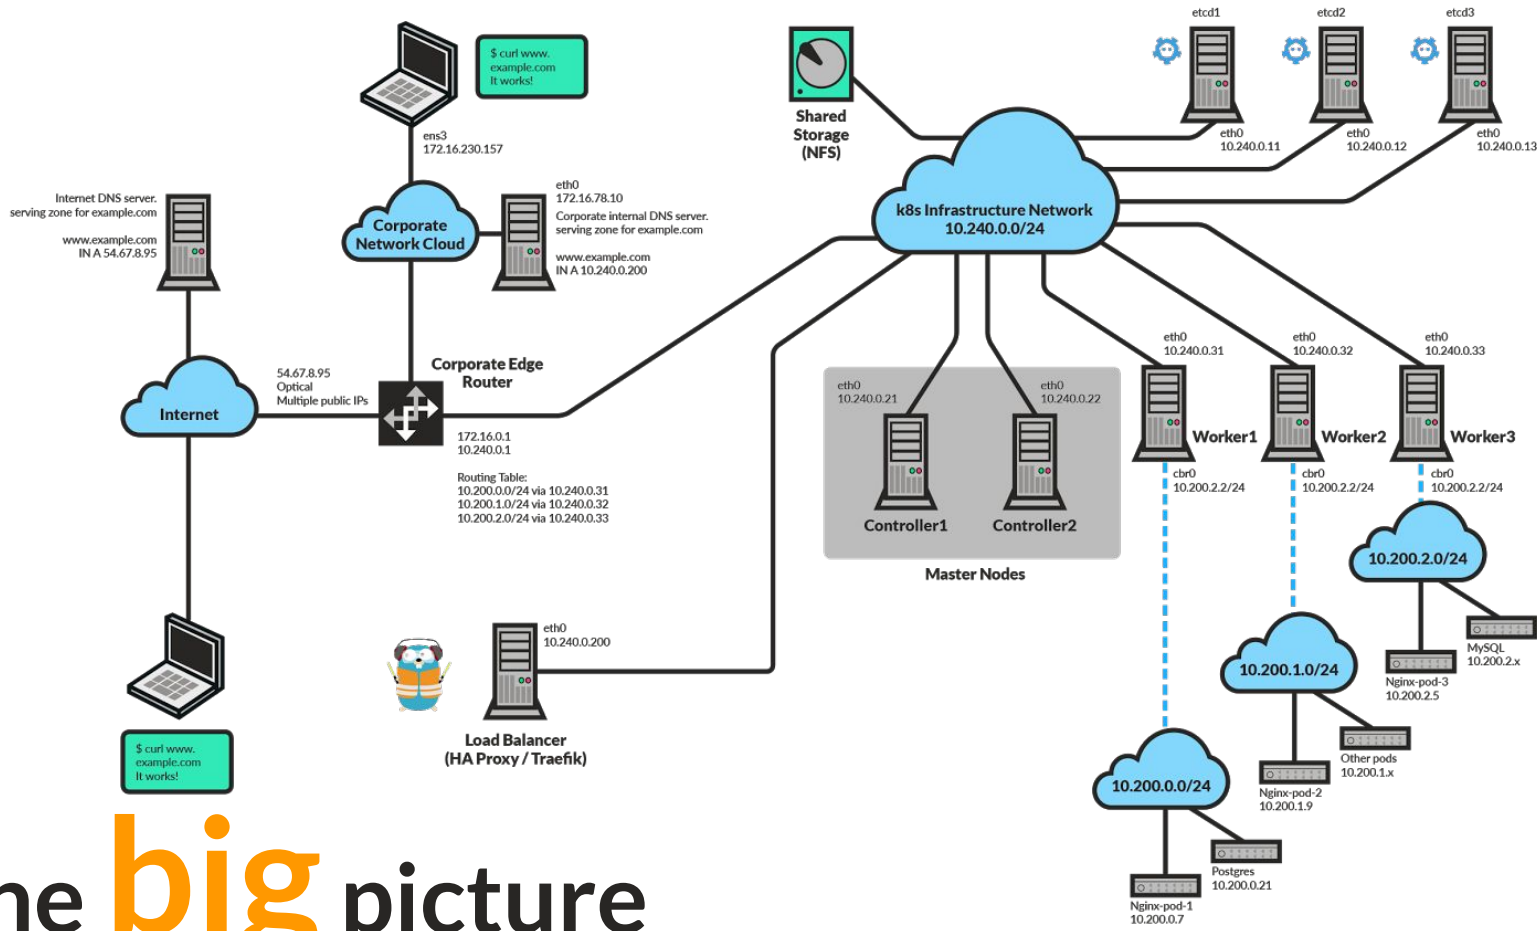 $ curl www.
example.com
It works!
ens3
172.16.230.157
Internet DNS server.
serving zone for example.com
www.example.com
IN A 54.67.8.95
Corporate
Network Cloud
eth0
172.16.78.10
Corporate internal DNS server.
serving zone for example.com
www.example.com
IN A 10.240.0.200
Internet
54.67.8.95
Optical
Multiple public IPs
Corporate Edge
Router
172.16.0.1
10.240.0.1
Routing Table:
10.200.0.0/24 via 10.240.0.31
10.200.1.0/24 via 10.240.0.32
10.200.2.0/24 via 10.240.0.33
$ curl www.
example.com
It works!
eth0
10.240.0.200
Load Balancer
(HA Proxy / Traefik)
Shared
Storage
(NFS)
k8s Infrastructure Network
10.240.0.0/24
etcd1
eth0
10.240.0.11
etcd2
eth0
10.240.0.12
etcd3
eth0
10.240.0.13
eth0
10.240.0.21
Controller1
eth0
10.240.0.22
Controller2
Master Nodes
eth0
10.240.0.31
Worker1
cbr0
10.200.2.2/24
eth0
10.240.0.32
Worker2
cbr0
10.200.2.2/24
eth0
10.240.0.33
Worker3
cbr0
10.200.2.2/24
10.200.2.0/24
MySQL
10.200.2.x
Nginx-pod-3
10.200.2.5
10.200.1.0/24
Other pods
10.200.1.x
Nginx-pod-2
10.200.1.9
10.200.0.0/24
Postgres
10.200.0.21
Nginx-pod-1
10.200.0.7
he big picture